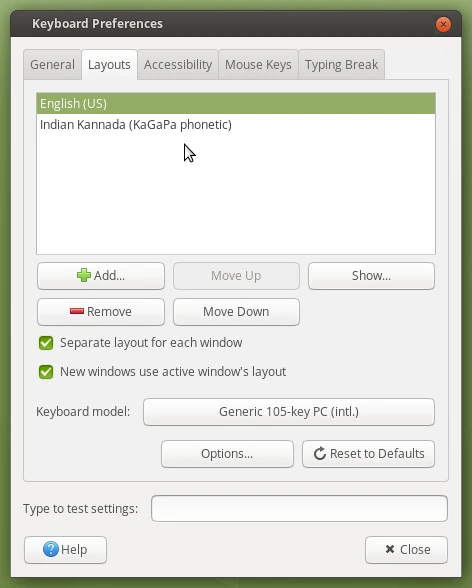 Keyboard Preferences
General Layouts Accessibility Mouse Keys Typing Break
English (US)
Indian Kannada (KaGaPa phonetic)
Add... Move Up Show...
Remove Move Down
Separate layout for each window
New windows use active window's layout
Keyboard model: Generic 105-key PC (intl.)
Options... Reset to Defaults
Type to test settings:
Help Close